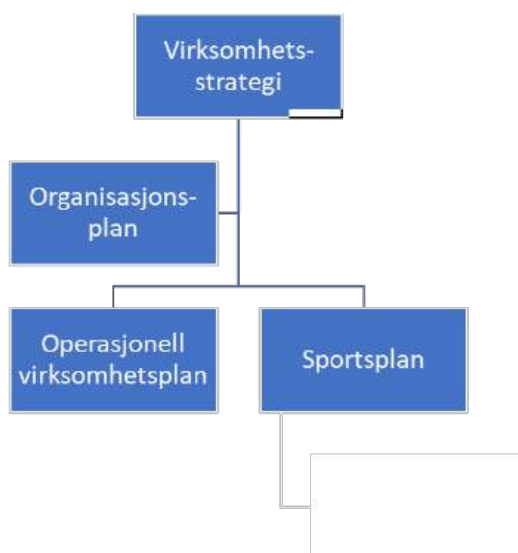 Virksomhets-
strategi
Organisasjons-
plan
Operasjonell
virksomhetsplan
Sportsplan